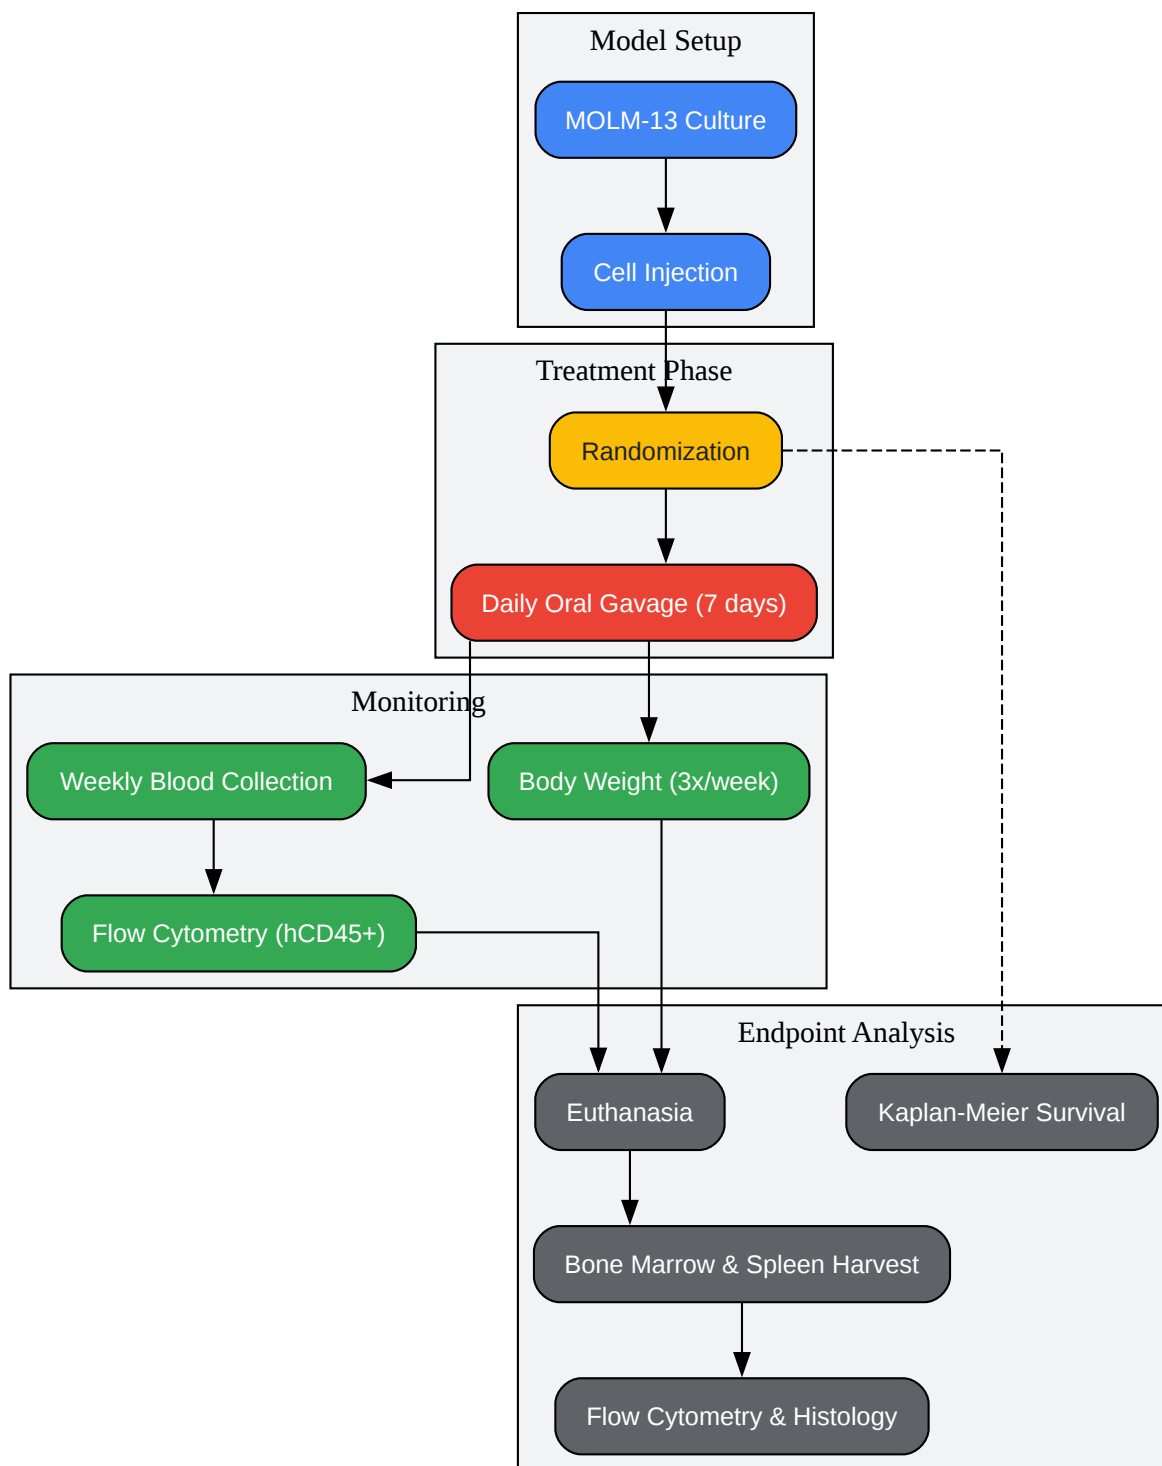 Model Setup
MOLM-13 Culture
Cell Injection
Treatment Phase
Randomization
Daily Oral Gavage (7 days)
Monitoring
Weekly Blood Collection
Body Weight (3x/week)
Flow Cytometry (hCD45+)
Endpoint Analysis
Euthanasia
Kaplan-Meier Survival
Bone Marrow & Spleen Harvest
Flow Cytometry & Histology